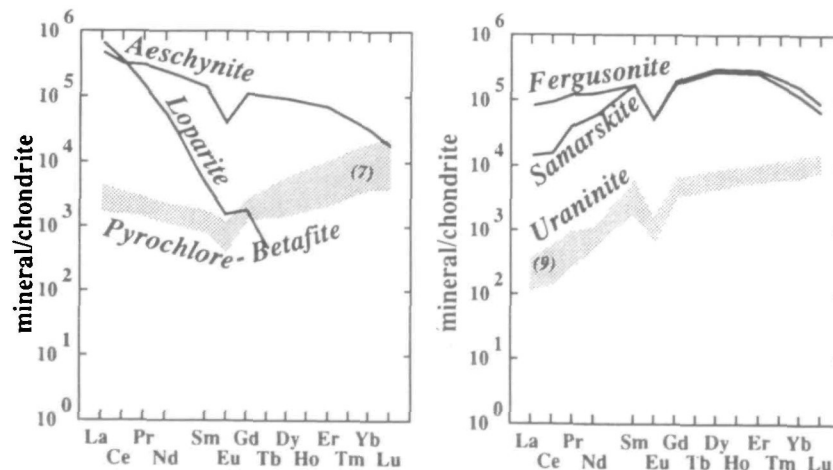 mineral/chondrite
10 6
10 5
10 4
10 3
10 2
10 1
10 0
Aeschynite
Loparite
(7)
Pyrochlore - Betafite
La Pr Sm Gd Dy Er Yb
Ce Nd Eu Tb Ho Tm Lu
mineral/chondrite
10 6
10 5
10 4
10 3
10 2
10 1
10 0
Fergusonite
Samarskite
Uraninite
(9)
La Pr Sm Gd Dy Er Yb
Ce Nd Eu Tb Ho Tm Lu